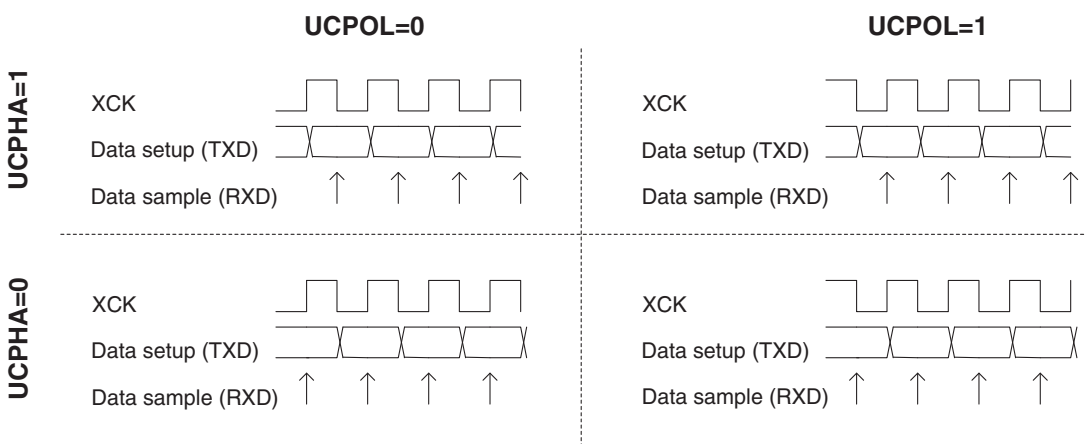 UCPOL=0
UCPOL=1
UCPHA=1
XCK
Data setup (TXD)
Data sample (RXD)
XCK
Data setup (TXD)
Data sample (RXD)
UCPHA=0
XCK
Data setup (TXD)
Data sample (RXD)
XCK
Data setup (TXD)
Data sample (RXD)